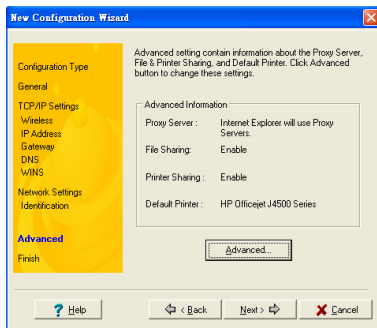 New Configuration Wizard
Configuration Type
General
TCP/IP Settings
Wireless
IP Address
Gateway
DNS
WINS
Network Settings
Identification
Advanced
Finish
Advanced setting contain information about the Proxy Server,
File & Printer Sharing, and Default Printer. Click Advanced
button to change these settings.
Advanced Information
Proxy Server : Internet Explorer will use Proxy
Servers.
File Sharing: Enable
Printer Sharing : Enable
Default Printer : HP Officejet J4500 Series
Advanced...
Help
< Back
Next >
Cancel